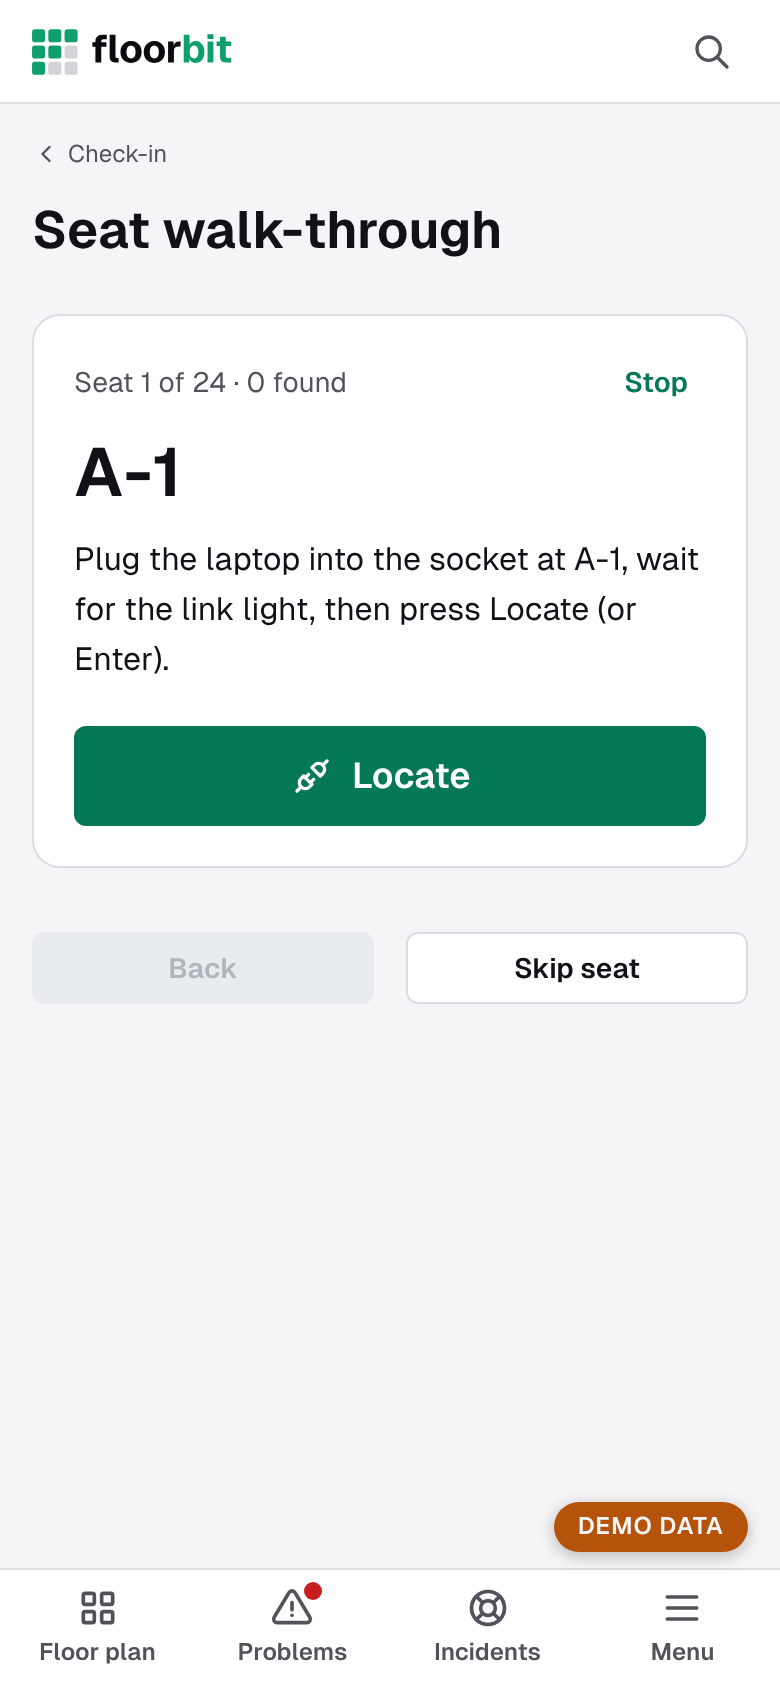 floorbit
Check-in
Seat walk-through
Seat 1 of 24 · 0 found
Stop
A-1
Plug the laptop into the socket at A-1, wait
for the link light, then press Locate (or
Enter).
Locate
Back
Skip seat
DEMO DATA
Floor plan
Problems
Incidents
Menu